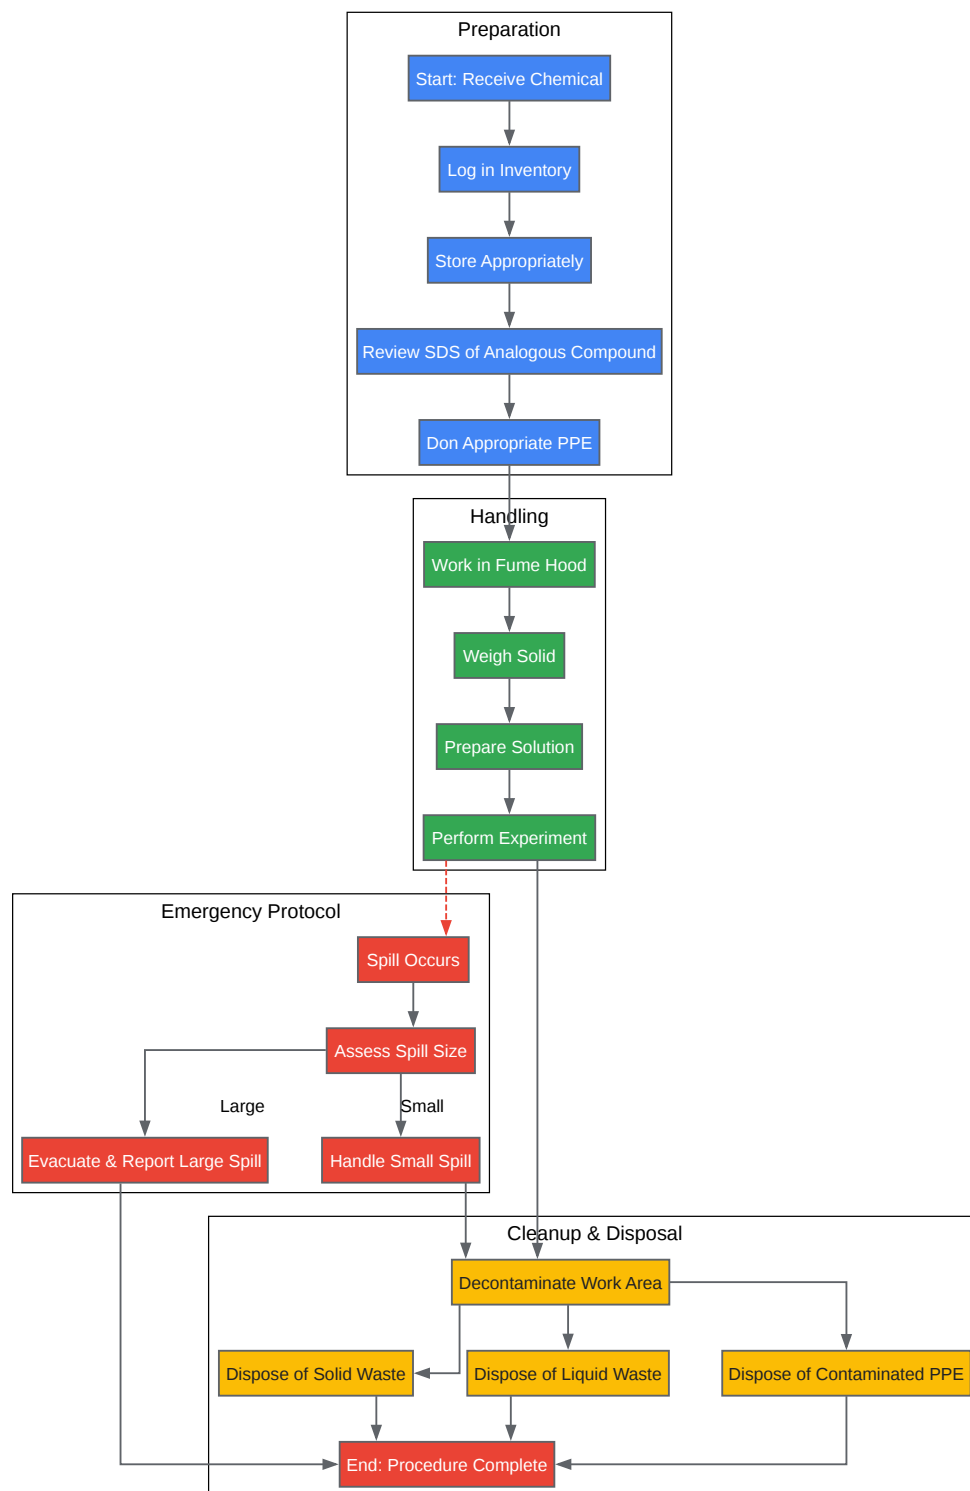 Preparation
Start: Receive Chemical
Log in Inventory
Store Appropriately
Review SDS of Analogous Compound
Don Appropriate PPE
Handling
Work in Fume Hood
Weigh Solid
Prepare Solution
Perform Experiment
Emergency Protocol
Spill Occurs
Assess Spill Size
Large
Small
Evacuate & Report Large Spill
Handle Small Spill
Cleanup & Disposal
Decontaminate Work Area
Dispose of Solid Waste
Dispose of Liquid Waste
Dispose of Contaminated PPE
End: Procedure Complete